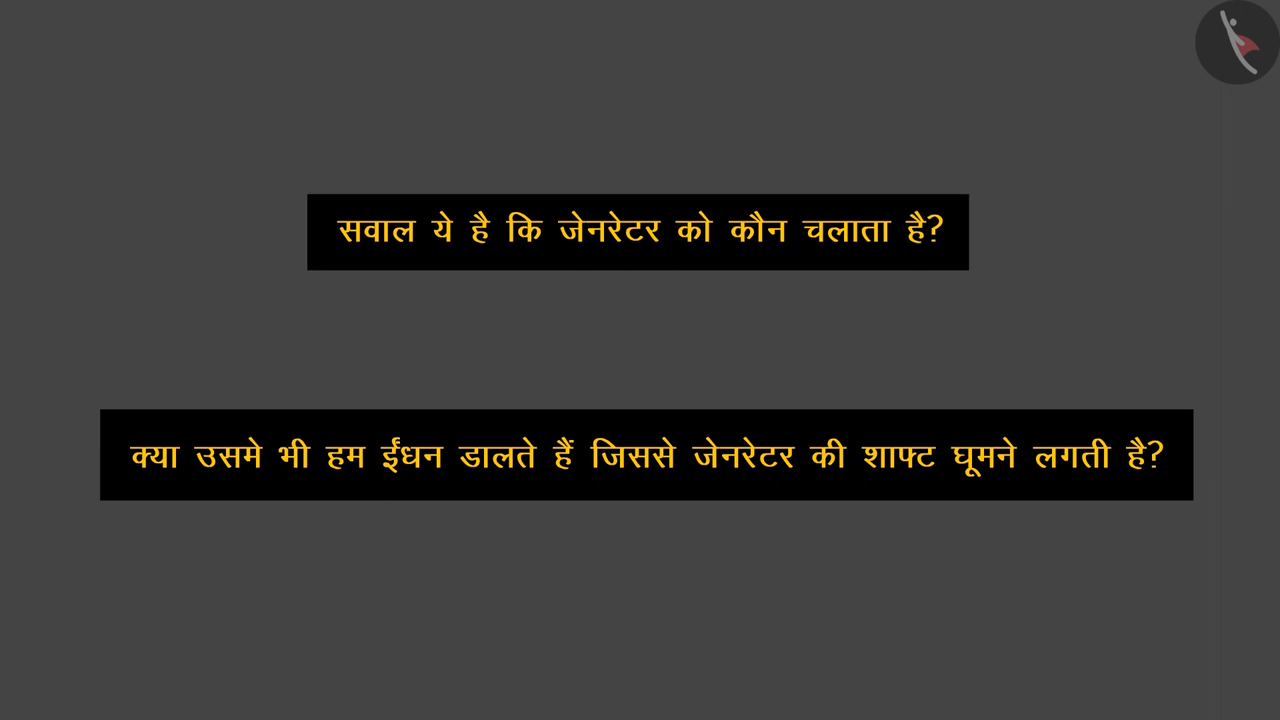 सवाल ये है कि जेनरेटर को कौन चलाता है?
क्या उसमे भी हम ईंधन डालते हैं जिससे जेनरेटर की शाफ्ट घूमने लगती है?